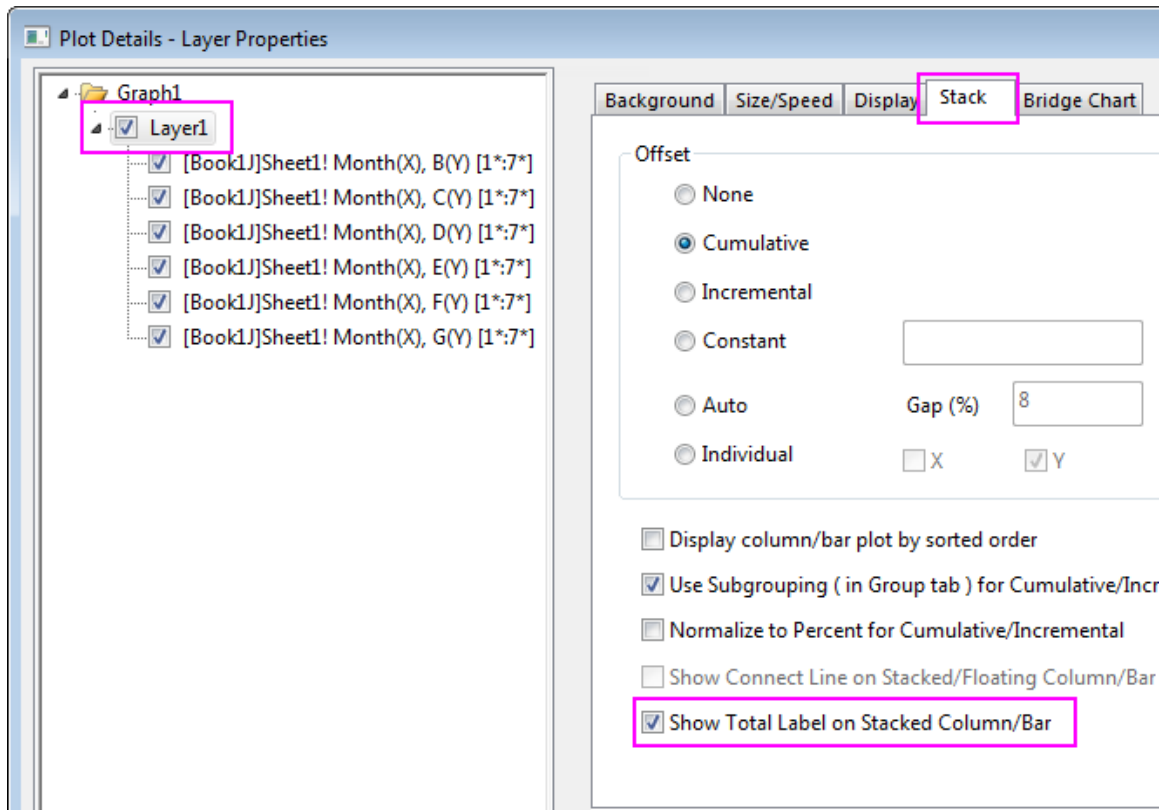 Plot Details - Layer Properties
Graph1
Layer1
[Book1J]Sheet1! Month(X), B(Y) [1*:7*]
[Book1J]Sheet1! Month(X), C(Y) [1*:7*]
[Book1J]Sheet1! Month(X), D(Y) [1*:7*]
[Book1J]Sheet1! Month(X), E(Y) [1*:7*]
[Book1J]Sheet1! Month(X), F(Y) [1*:7*]
[Book1J]Sheet1! Month(X), G(Y) [1*:7*]
Background Size/Speed Display Stack Bridge Chart
Offset
None
Cumulative
Incremental
Constant
Auto Gap (%) 8
Individual X Y
Display column/bar plot by sorted order
Use Subgrouping ( in Group tab ) for Cumulative/Incr
Normalize to Percent for Cumulative/Incremental
Show Connect Line on Stacked/Floating Column/Bar
Show Total Label on Stacked Column/Bar